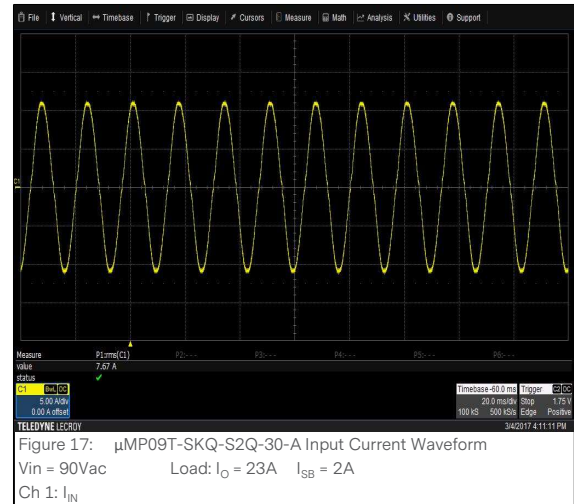 File Vertical Timebase Trigger Display Cursors Measure Math Analysis Utilities Support
C1
Measure P1:rms(C1) P2:- - - P3:- - - P4:- - - P5:- - - P6:- - -
value 7.67 A
status
C1 BwL DC
5.00 A/div
0.00 A offset
Timebase -60.0 ms
20.0 ms/div
100 kS 500 kS/s
Trigger C2 DC
Stop 1.75 V
Edge Positive
TELEDYNE LECROY 3/4/2017 4:11:11 PM
Figure 17: μMP09T-SKQ-S2Q-30-A Input Current Waveform
Vin = 90Vac Load: IO = 23A ISB = 2A
Ch 1: IIN